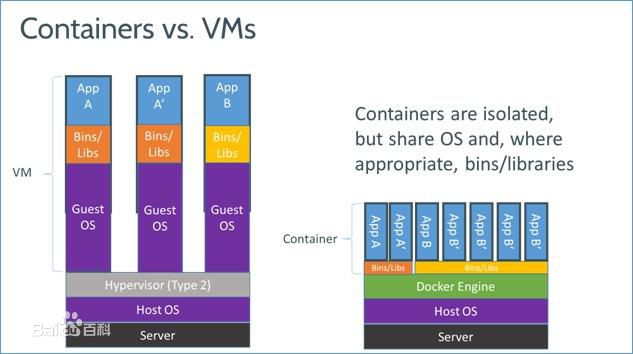 Containers vs. VMs
App
A
App
A'
App
B
Bins/
Libs
Bins/
Libs
Bins/
Libs
VM
Guest
OS
Guest
OS
Guest
OS
Hypervisor (Type 2)
Host OS
Server
Baidu百科
Containers are isolated,
but share OS and, where
appropriate, bins/libraries
Container
App A
App A'
App B
App B'
App B'
App B'
App B'
Bins/Libs
Bins/Libs
Docker Engine
Host OS
Server